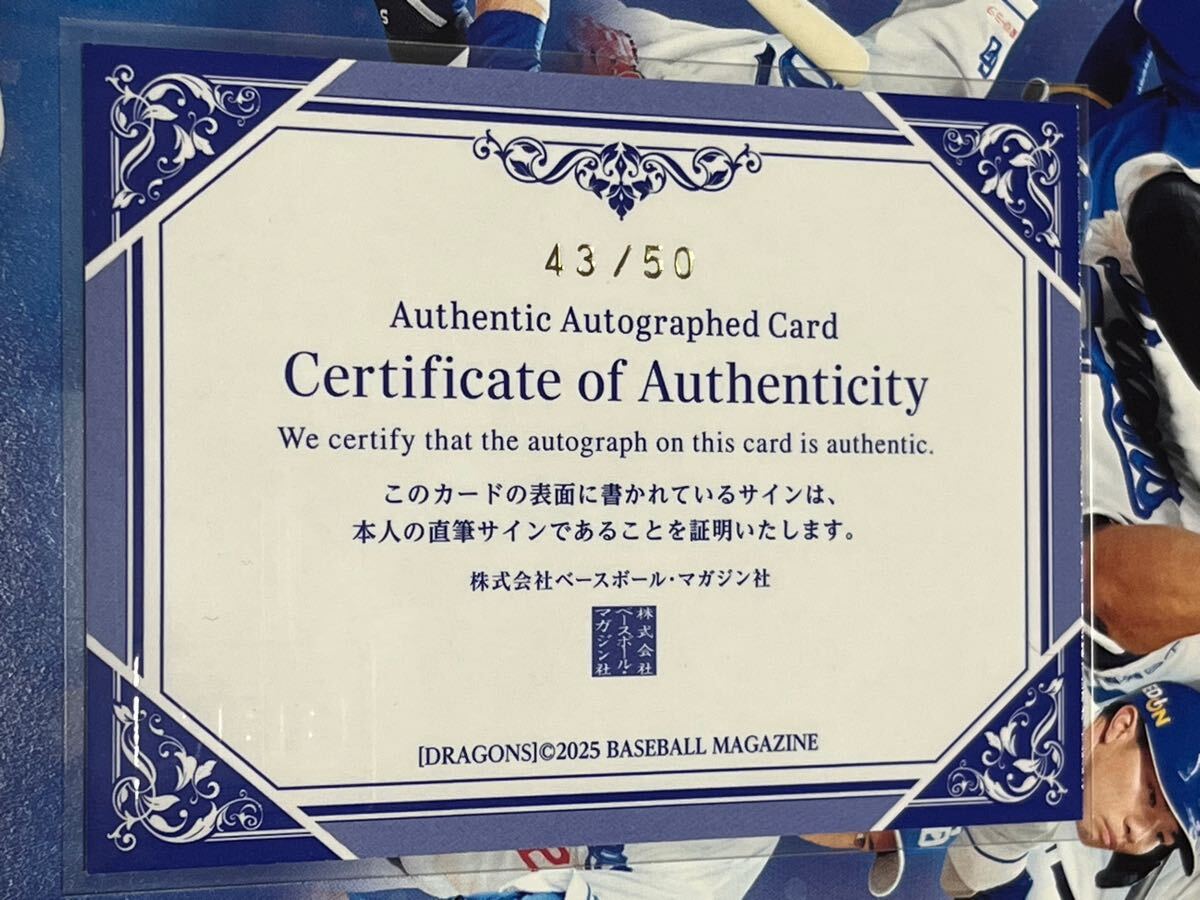 43/50
Authentic Autographed Card
Certificate of Authenticity
We certify that the autograph on this card is authentic.
このカードの表面に書かれているサインは、
本人の直筆サインであることを証明いたします。
株式会社ベースボール・マガジン社
株式会社
ベースボール・
マガジン社
[DRAGONS]©2025 BASEBALL MAGAZINE